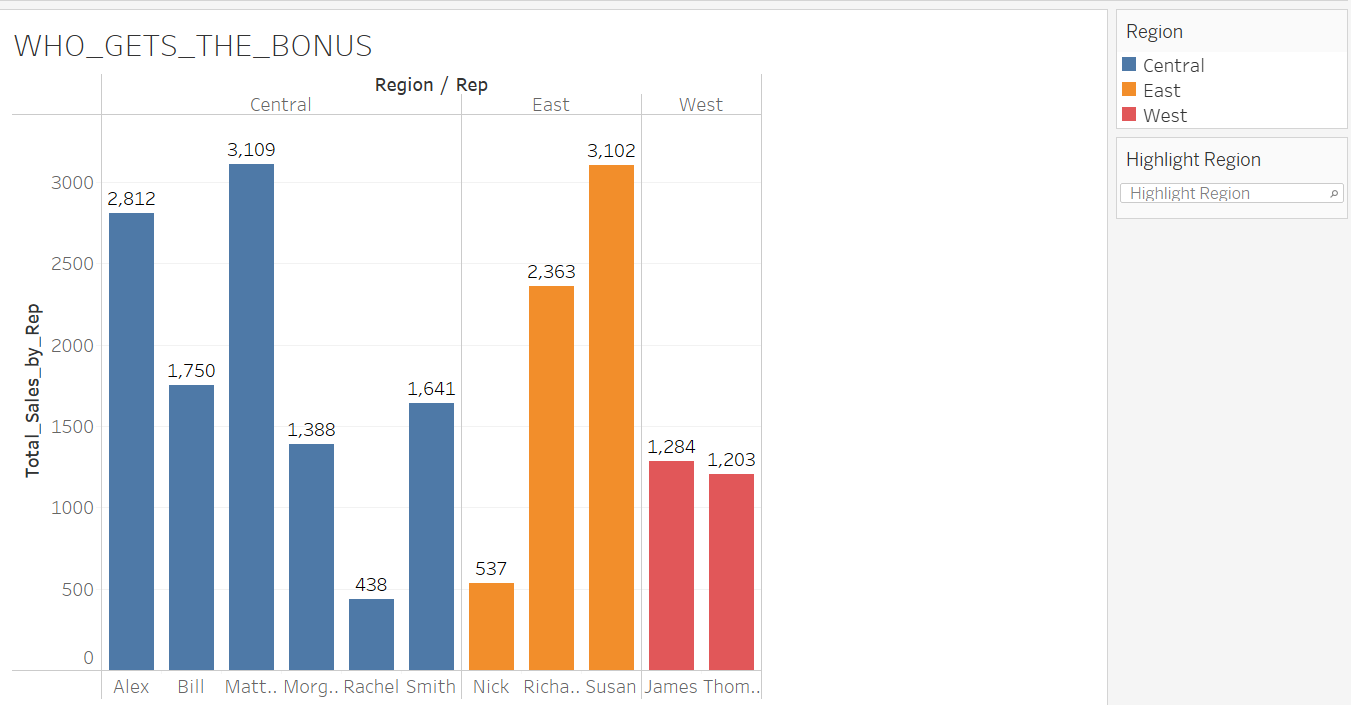 WHO_GETS_THE_BONUS
Region / Rep
Central East West
3,109
3,102
2,812
2,363
1,750
1,641
1,388
1,284
1,203
537
438
3000
2500
2000
1500
1000
500
0
Total_Sales_by_Rep
Alex Bill Matt.. Morg.. Rachel Smith Nick Richa.. Susan James Thom..
Region
Central
East
West
Highlight Region
Highlight Region